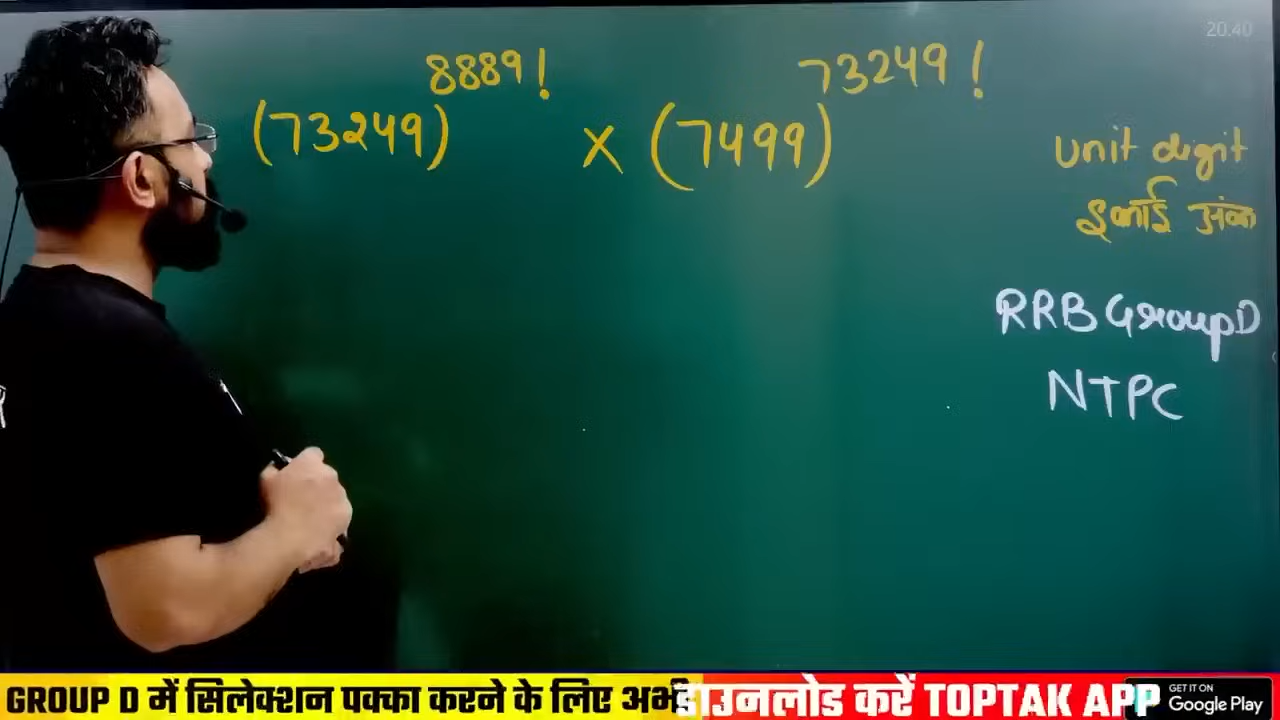 20.40
(73249)^8889! × (7499)^73249!
unit digit
इकाई अंक
RRB Group D
NTPC
GROUP D में सिलेक्शन पक्का करने के लिए अभी डाउनलोड करें TOPTAK APP
GET IT ON
Google Play